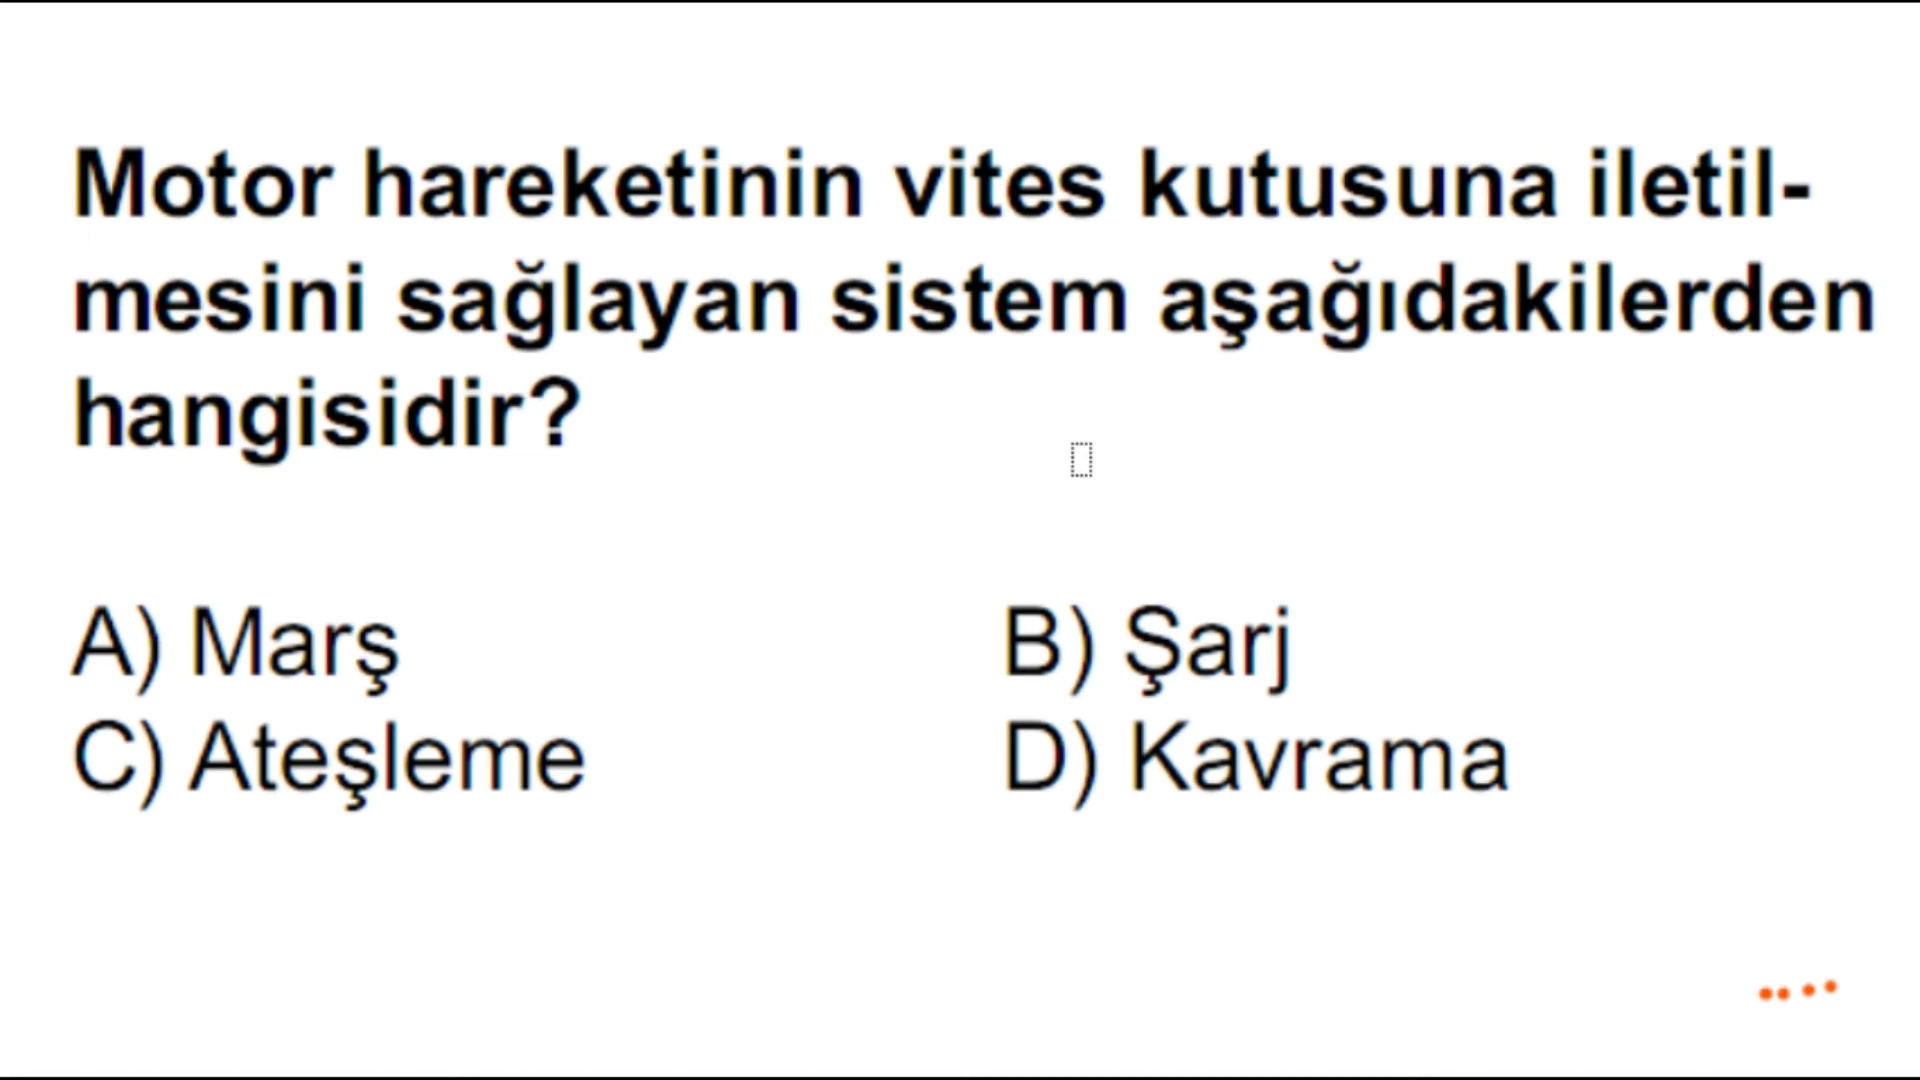 Motor hareketinin vites kutusuna iletil-
mesini sağlayan sistem aşağıdakilerden
hangisidir?
A) Marş
B) Şarj
C) Ateşleme
D) Kavrama